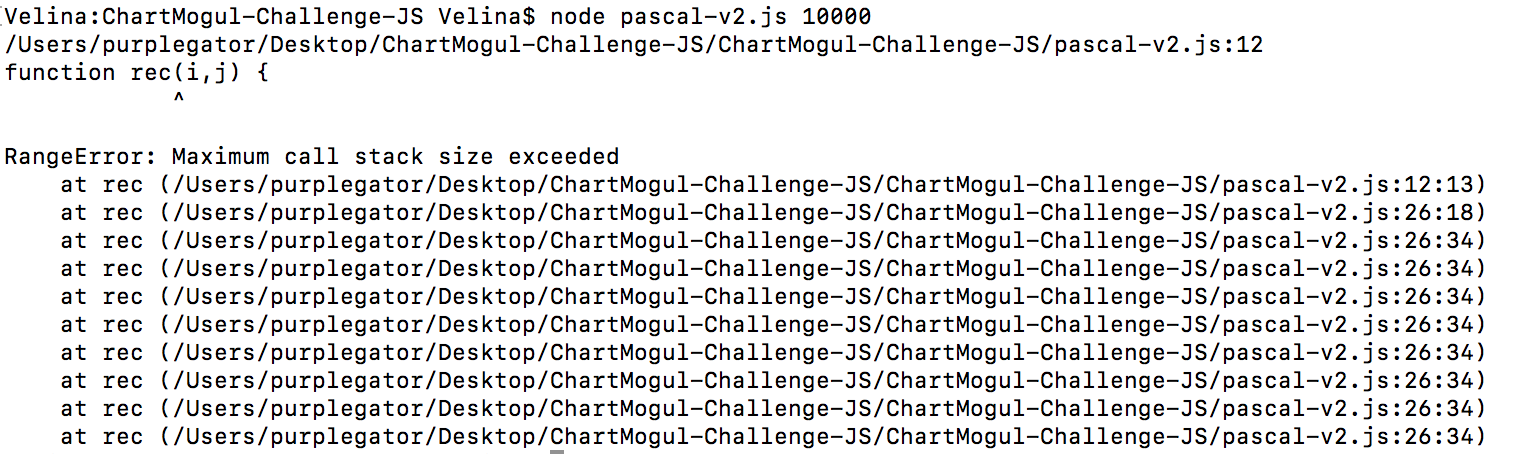 Velina:ChartMogul-Challenge-JS Velina$ node pascal-v2.js 10000
/Users/purplegator/Desktop/ChartMogul-Challenge-JS/ChartMogul-Challenge-JS/pascal-v2.js:12
function rec(i,j) {
            ^
RangeError: Maximum call stack size exceeded
    at rec (/Users/purplegator/Desktop/ChartMogul-Challenge-JS/ChartMogul-Challenge-JS/pascal-v2.js:12:13)
    at rec (/Users/purplegator/Desktop/ChartMogul-Challenge-JS/ChartMogul-Challenge-JS/pascal-v2.js:26:18)
    at rec (/Users/purplegator/Desktop/ChartMogul-Challenge-JS/ChartMogul-Challenge-JS/pascal-v2.js:26:34)
    at rec (/Users/purplegator/Desktop/ChartMogul-Challenge-JS/ChartMogul-Challenge-JS/pascal-v2.js:26:34)
    at rec (/Users/purplegator/Desktop/ChartMogul-Challenge-JS/ChartMogul-Challenge-JS/pascal-v2.js:26:34)
    at rec (/Users/purplegator/Desktop/ChartMogul-Challenge-JS/ChartMogul-Challenge-JS/pascal-v2.js:26:34)
    at rec (/Users/purplegator/Desktop/ChartMogul-Challenge-JS/ChartMogul-Challenge-JS/pascal-v2.js:26:34)
    at rec (/Users/purplegator/Desktop/ChartMogul-Challenge-JS/ChartMogul-Challenge-JS/pascal-v2.js:26:34)
    at rec (/Users/purplegator/Desktop/ChartMogul-Challenge-JS/ChartMogul-Challenge-JS/pascal-v2.js:26:34)
    at rec (/Users/purplegator/Desktop/ChartMogul-Challenge-JS/ChartMogul-Challenge-JS/pascal-v2.js:26:34)